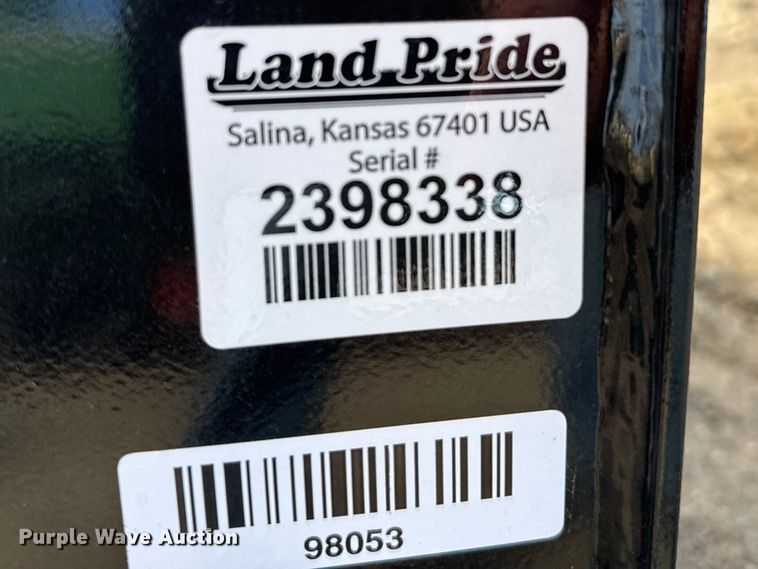 Land Pride
Salina, Kansas 67401 USA
Serial #
2398338
98053
Purple Wave Auction